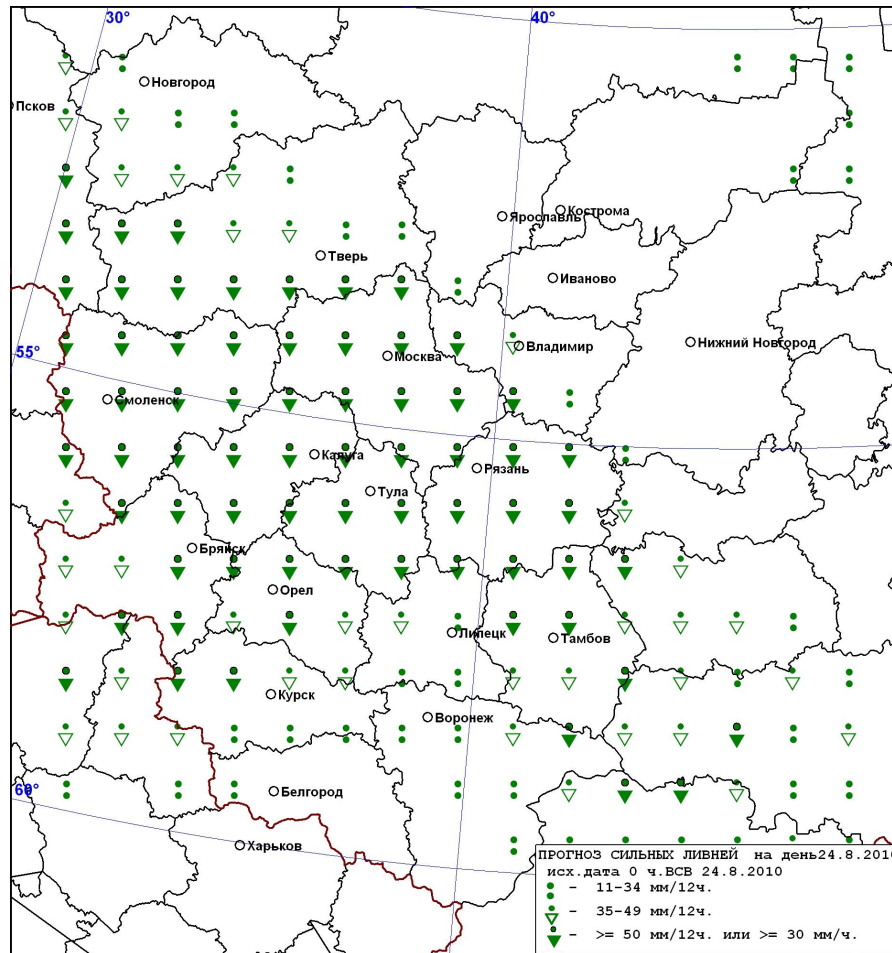 30°
40°
Новгород
Псков
Ярославль
Кострома
Тверь
Иваново
55°
Москва
Владимир
Нижний Новгород
Смоленск
Калуга
Рязань
Тула
Брянск
Орел
Липецк
Тамбов
Курск
Воронеж
60°
Белгород
Харьков
ПРОГНОЗ СИЛЬНЫХ ЛИВНЕЙ на день24.8.2010
исх.дата 0 ч.ВСВ 24.8.2010
- 11-34 мм/12ч.
- 35-49 мм/12ч.
- >= 50 мм/12ч. или >= 30 мм/ч.